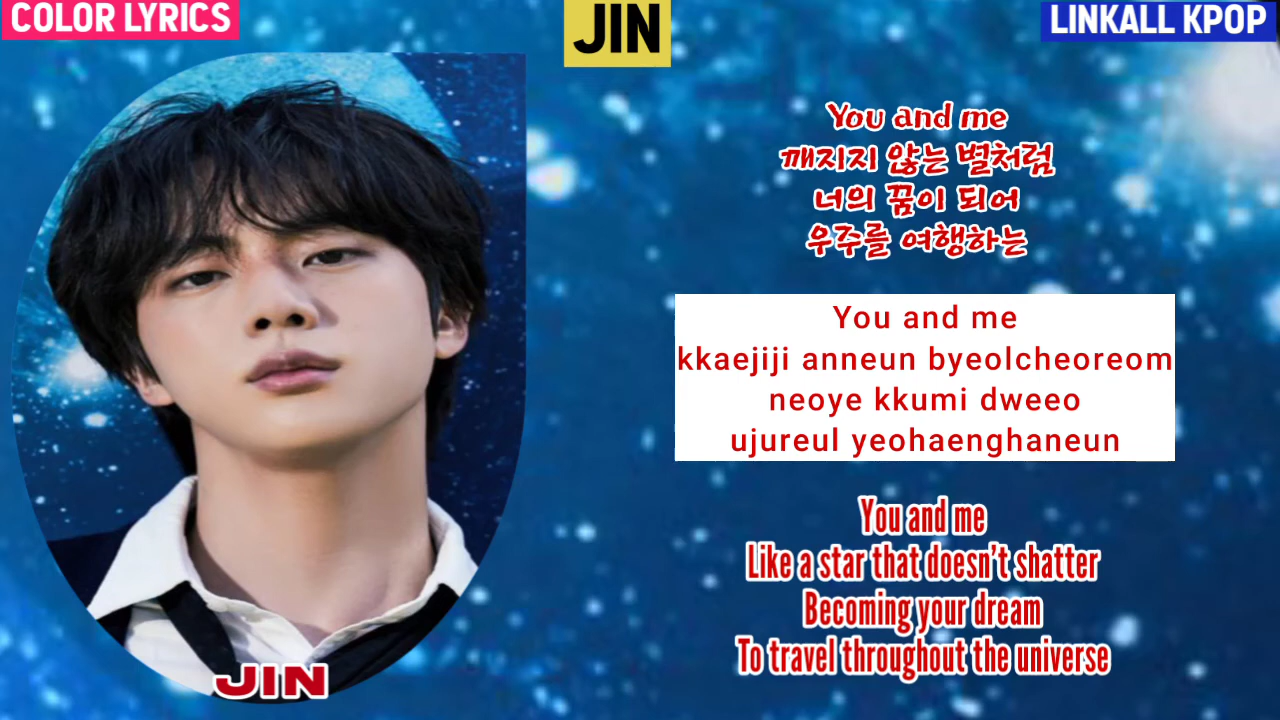 COLOR LYRICS
JIN
LINKALL KPOP
You and me
깨지지 않는 별처럼
너의 꿈이 되어
우주를 여행하는
You and me
kkaejiji anneun byeolcheoreom
neoye kkumi dweeo
ujureul yeohaenghaneun
You and me
Like a star that doesn't shatter
Becoming your dream
To travel throughout the universe
JIN